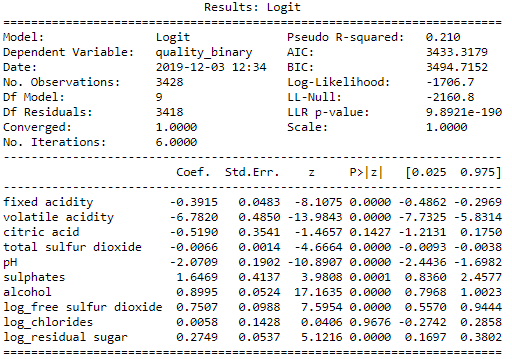 Results: Logit
==================================================================
Model:              Logit            Pseudo R-squared: 0.210
Dependent Variable: quality_binary   AIC:              3433.3179
Date:               2019-12-03 12:34 BIC:              3494.7152
No. Observations:   3428             Log-Likelihood:   -1706.7
Df Model:           9                LL-Null:          -2160.8
Df Residuals:       3418             LLR p-value:      9.8921e-190
Converged:          1.0000           Scale:            1.0000
No. Iterations:     6.0000
------------------------------------------------------------------
Coef. Std.Err. z P>|z| [0.025 0.975]
------------------------------------------------------------------
fixed acidity -0.3915 0.0483 -8.1075 0.0000 -0.4862 -0.2969
volatile acidity -6.7820 0.4850 -13.9843 0.0000 -7.7325 -5.8314
citric acid -0.5190 0.3541 -1.4657 0.1427 -1.2131 0.1750
total sulfur dioxide -0.0066 0.0014 -4.6664 0.0000 -0.0093 -0.0038
pH -2.0709 0.1902 -10.8907 0.0000 -2.4436 -1.6982
sulphates 1.6469 0.4137 3.9808 0.0001 0.8360 2.4577
alcohol 0.8995 0.0524 17.1635 0.0000 0.7968 1.0023
log_free sulfur dioxide 0.7507 0.0988 7.5954 0.0000 0.5570 0.9444
log_chlorides 0.0058 0.1428 0.0406 0.9676 -0.2742 0.2858
log_residual sugar 0.2749 0.0537 5.1216 0.0000 0.1697 0.3802
==================================================================